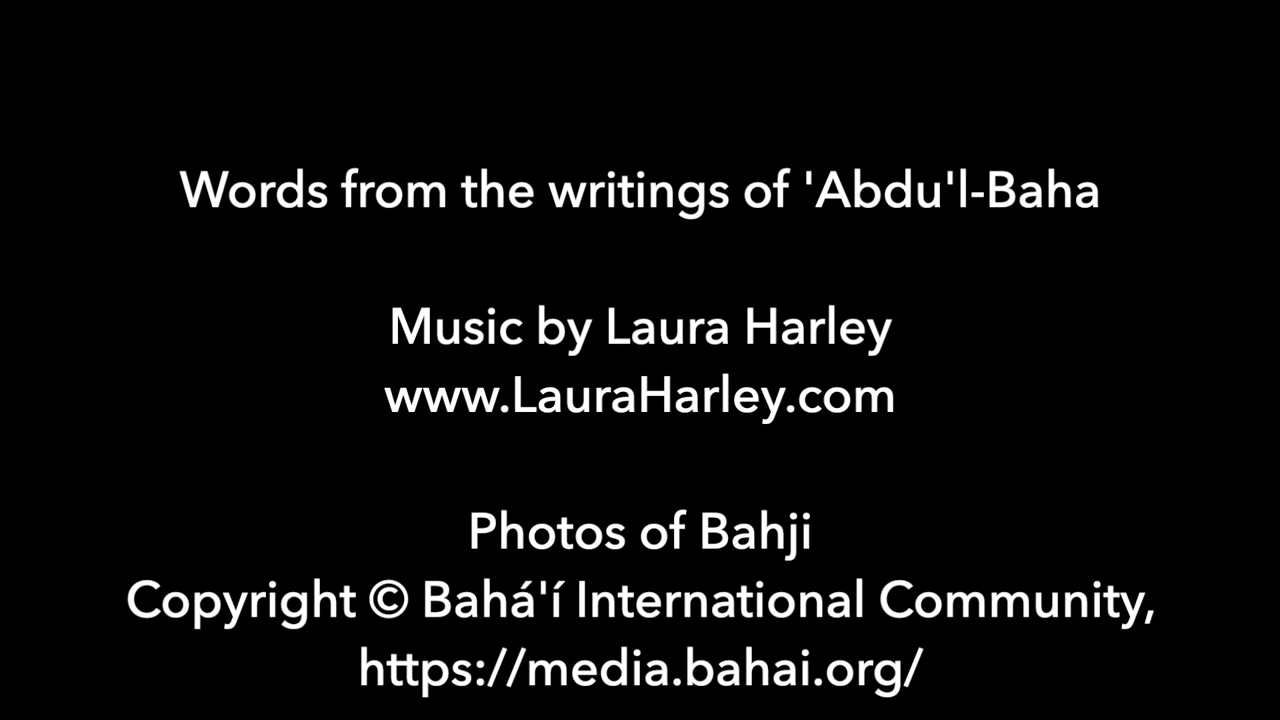 Words from the writings of 'Abdu'l-Baha
Music by Laura Harley
www.LauraHarley.com
Photos of Bahji
Copyright © Bahá'í International Community,
https://media.bahai.org/